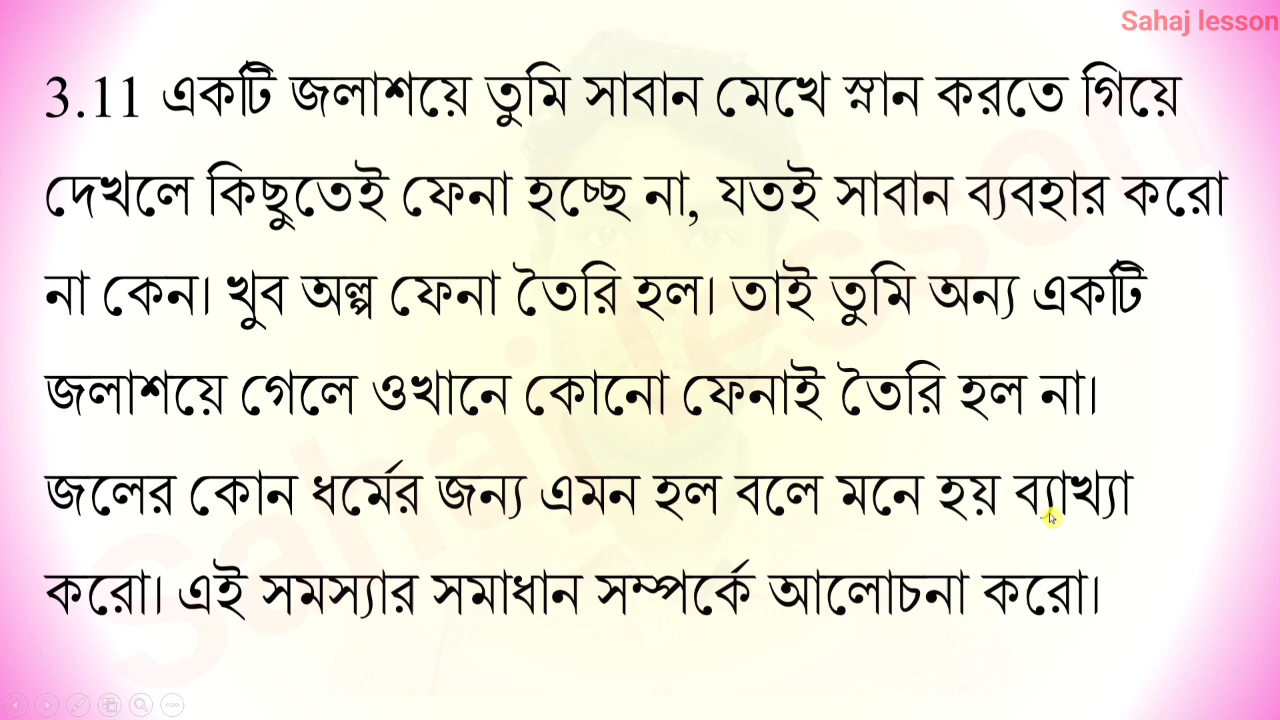 Sahaj lesson
3.11 একটি জলাশয়ে তুমি সাবান মেখে স্নান করতে গিয়ে
দেখলে কিছুতেই ফেনা হচ্ছে না, যতই সাবান ব্যবহার করো
না কেন। খুব অল্প ফেনা তৈরি হল। তাই তুমি অন্য একটি
জলাশয়ে গেলে ওখানে কোনো ফেনাই তৈরি হল না।
জলের কোন ধর্মের জন্য এমন হল বলে মনে হয় ব্যাখ্যা
করো। এই সমস্যার সমাধান সম্পর্কে আলোচনা করো।
Sahaj lesson